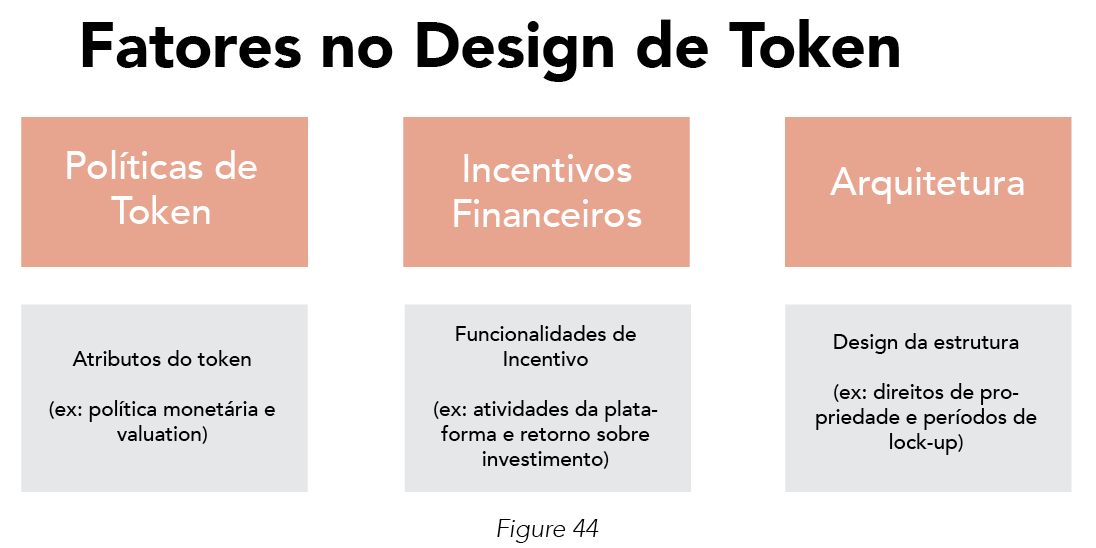 Fatores no Design de Token
Políticas de
Token
Incentivos
Financeiros
Arquitetura
Atributos do token
(ex: política monetária e
valuation)
Funcionalidades de
Incentivo
(ex: atividades da plata-
forma e retorno sobre
investimento)
Design da estrutura
(ex: direitos de pro-
priedade e períodos de
lock-up)
Figure 44